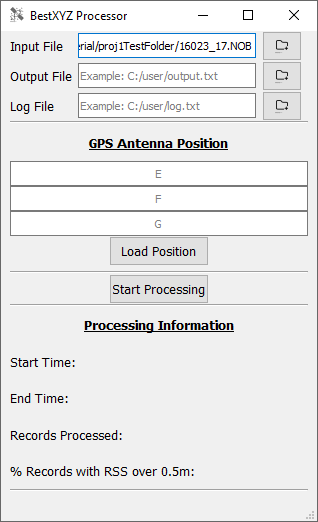 BestXYZ Processor
Input File
erial/proj1TestFolder/16023_17.NOB
Output File
Example: C:/user/output.txt
Log File
Example: C:/user/log.txt
GPS Antenna Position
E
F
G
Load Position
Start Processing
Processing Information
Start Time:
End Time:
Records Processed:
% Records with RSS over 0.5m: